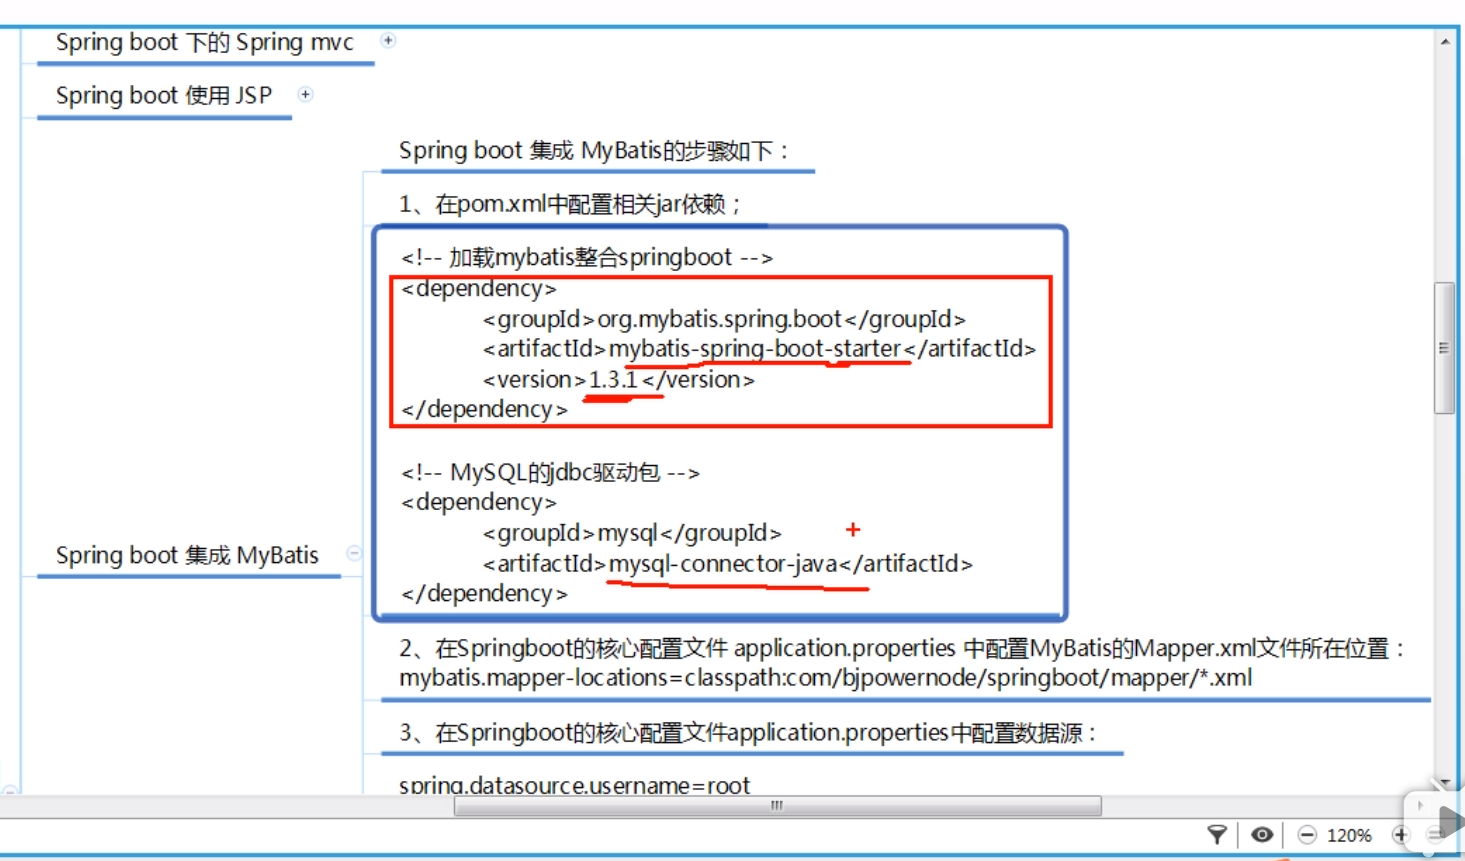 Spring boot 下的 Spring mvc
Spring boot 使用 JSP
Spring boot 集成 MyBatis的步骤如下：
1、在pom.xml中配置相关jar依赖；
<!-- 加载mybatis整合springboot -->
<dependency>
<groupId>org.mybatis.spring.boot</groupId>
<artifactId>mybatis-spring-boot-starter</artifactId>
<version>1.3.1</version>
</dependency>
<!-- MySQL的jdbc驱动包 -->
<dependency>
<groupId>mysql</groupId>
<artifactId>mysql-connector-java</artifactId>
</dependency>
Spring boot 集成 MyBatis
2、在Springboot的核心配置文件 application.properties 中配置MyBatis的Mapper.xml文件所在位置：
mybatis.mapper-locations=classpath:com/bjpowernode/springboot/mapper/*.xml
3、在Springboot的核心配置文件application.properties中配置数据源：
spring.datasource.username=root
120%